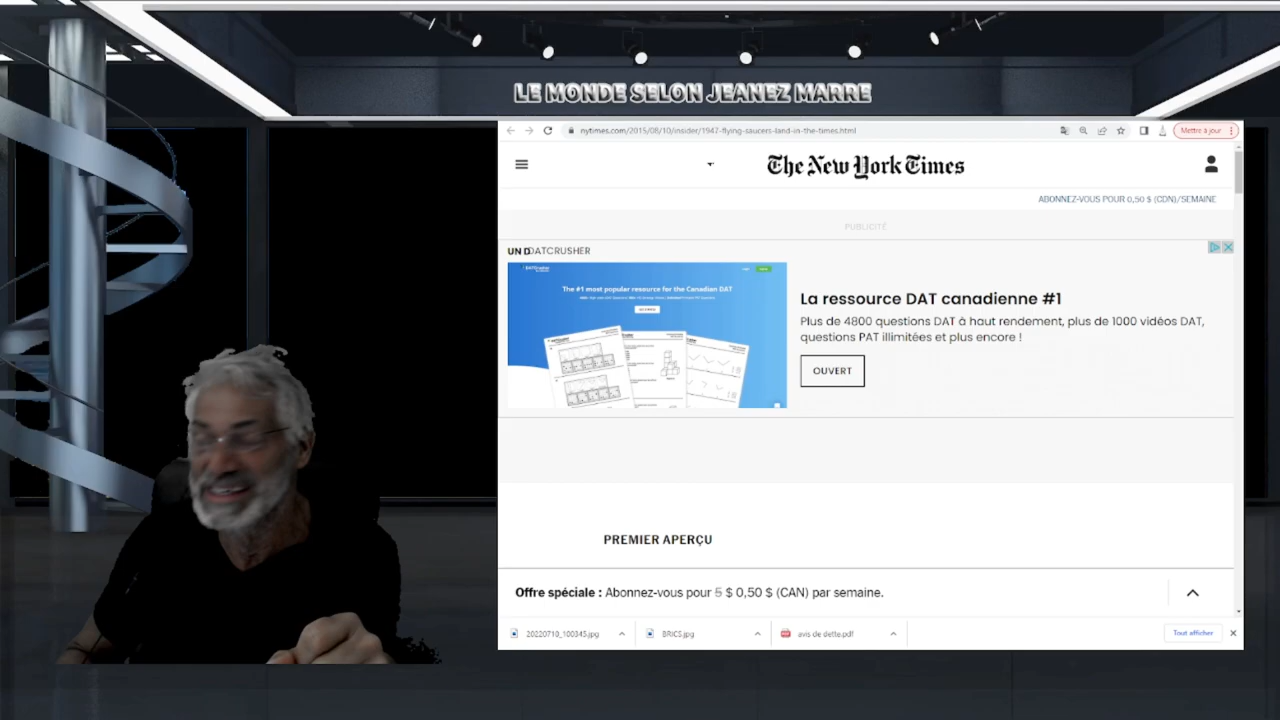 LE MONDE SELON JEANEZ MARRE
nytimes.com/2015/08/10/insider/1947-flying-saucers-land-in-the-times.html
Mettre à jour
The New York Times
ABONNEZ-VOUS POUR 0,50 $ (CDN)/SEMAINE
PUBLICITÉ
UN DDATCRUSHER
The #1 most popular resource for the Canadian DAT
La ressource DAT canadienne #1
Plus de 4800 questions DAT à haut rendement, plus de 1000 vidéos DAT,
questions PAT illimitées et plus encore !
OUVERT
PREMIER APERÇU
Offre spéciale : Abonnez-vous pour 5 $ 0,50 $ (CAN) par semaine.
20220710_100345.jpg
BRICS.jpg
avis de dette.pdf
Tout afficher